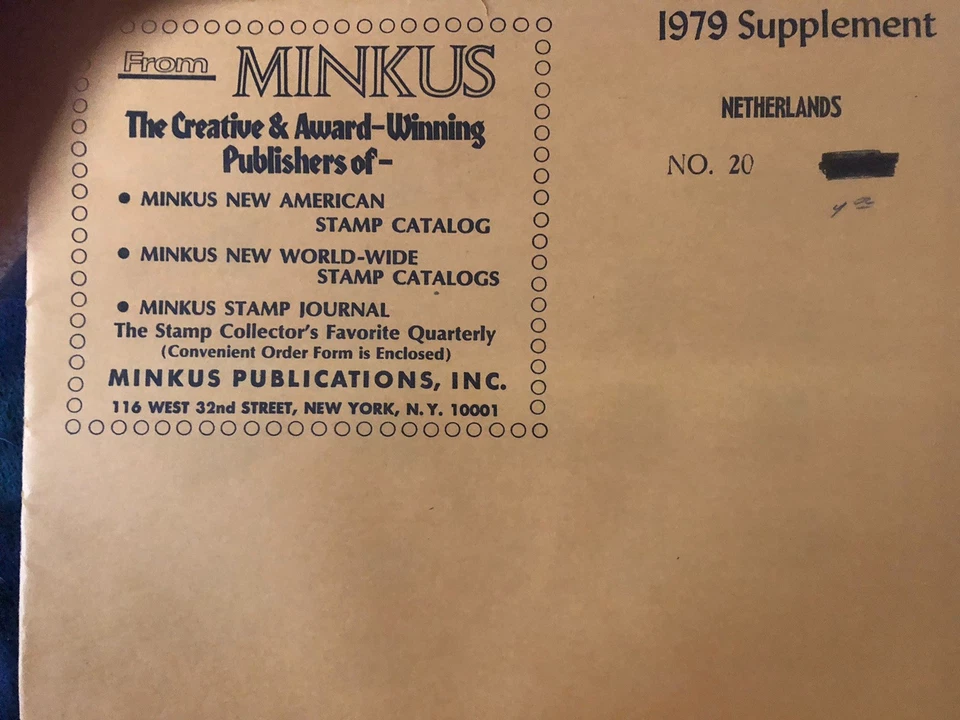 From MINKUS
The Creative & Award-Winning
Publishers of-
• MINKUS NEW AMERICAN
STAMP CATALOG
• MINKUS NEW WORLD-WIDE
STAMP CATALOGS
• MINKUS STAMP JOURNAL
The Stamp Collector's Favorite Quarterly
(Convenient Order Form is Enclosed)
MINKUS PUBLICATIONS, INC.
116 WEST 32nd STREET, NEW YORK, N.Y. 10001
1979 Supplement
NETHERLANDS
NO. 20